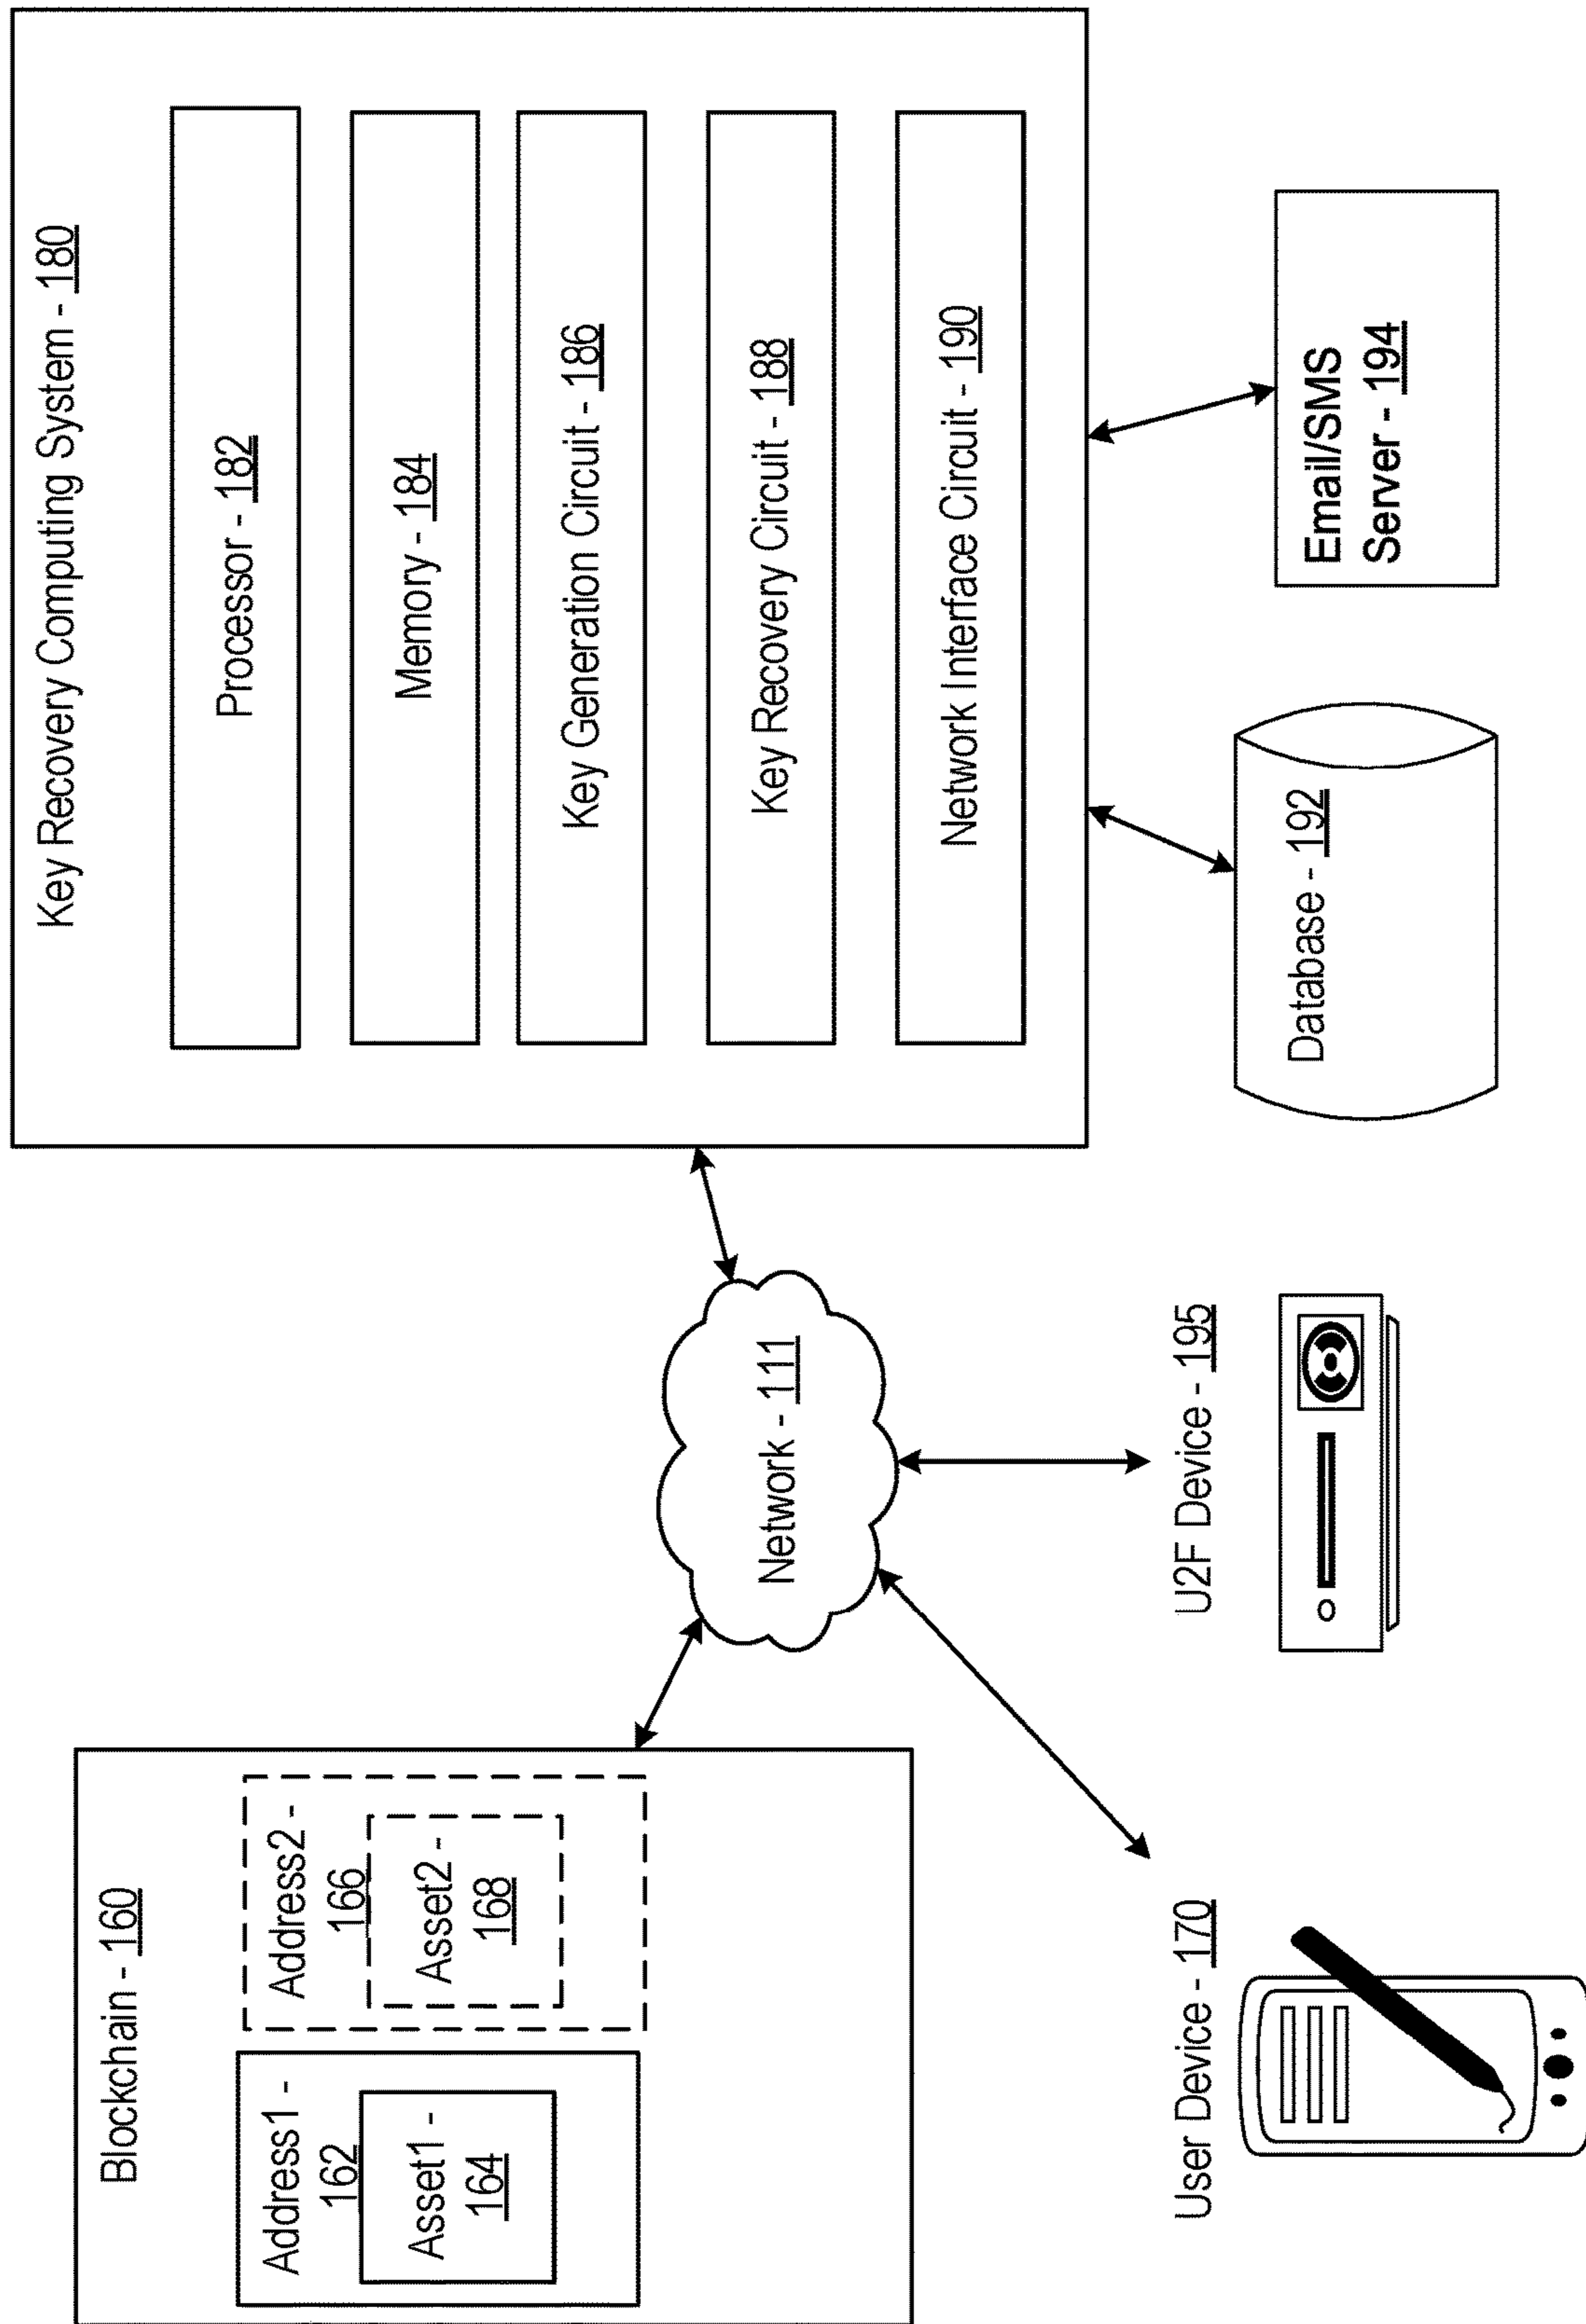 Blockchain - 160
Address1 -
162
Asset1 -
164
Address2 -
166
Asset2 -
168
Network - 111
User Device - 170
U2F Device - 195
Key Recovery Computing System - 180
Processor - 182
Memory - 184
Key Generation Circuit - 186
Key Recovery Circuit - 188
Network Interface Circuit - 190
Database - 192
Email/SMS
Server - 194